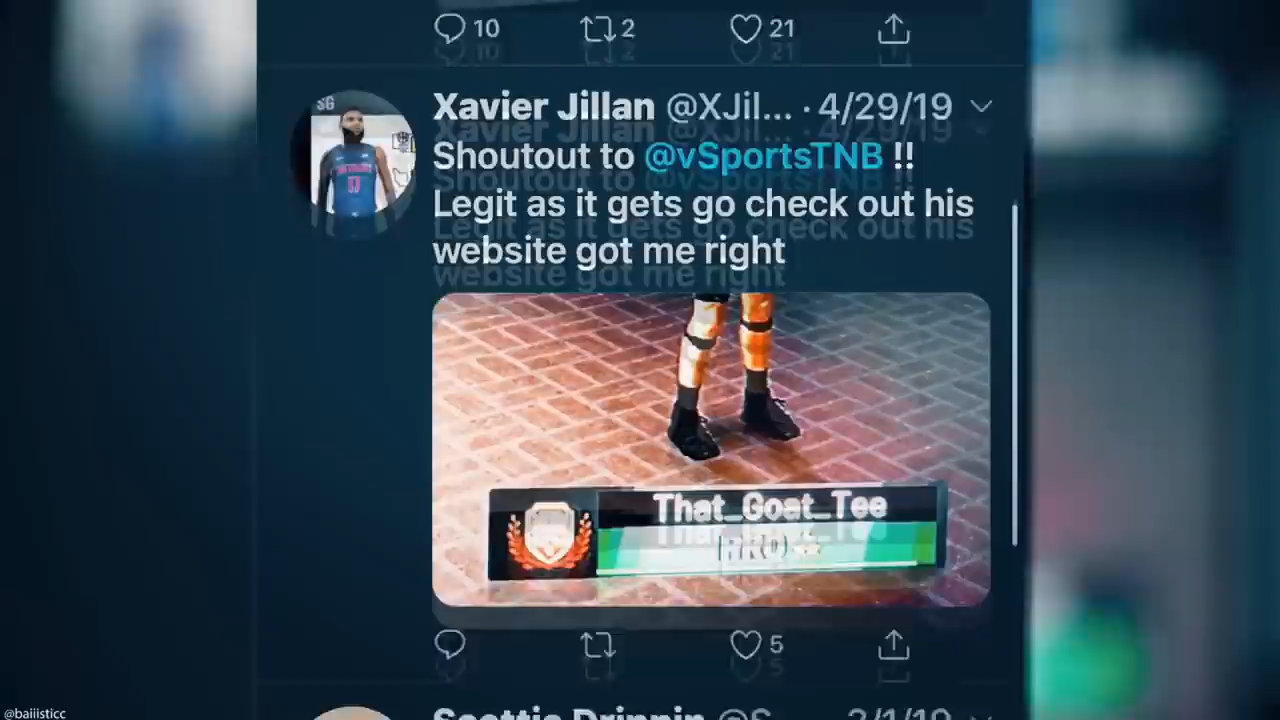 10 2 21
SG
Xavier Jillan @XJil... · 4/29/19
Shoutout to @vSportsTNB !!
Legit as it gets go check out his
website got me right
That_Goat_Tee
5
@baiiisticc